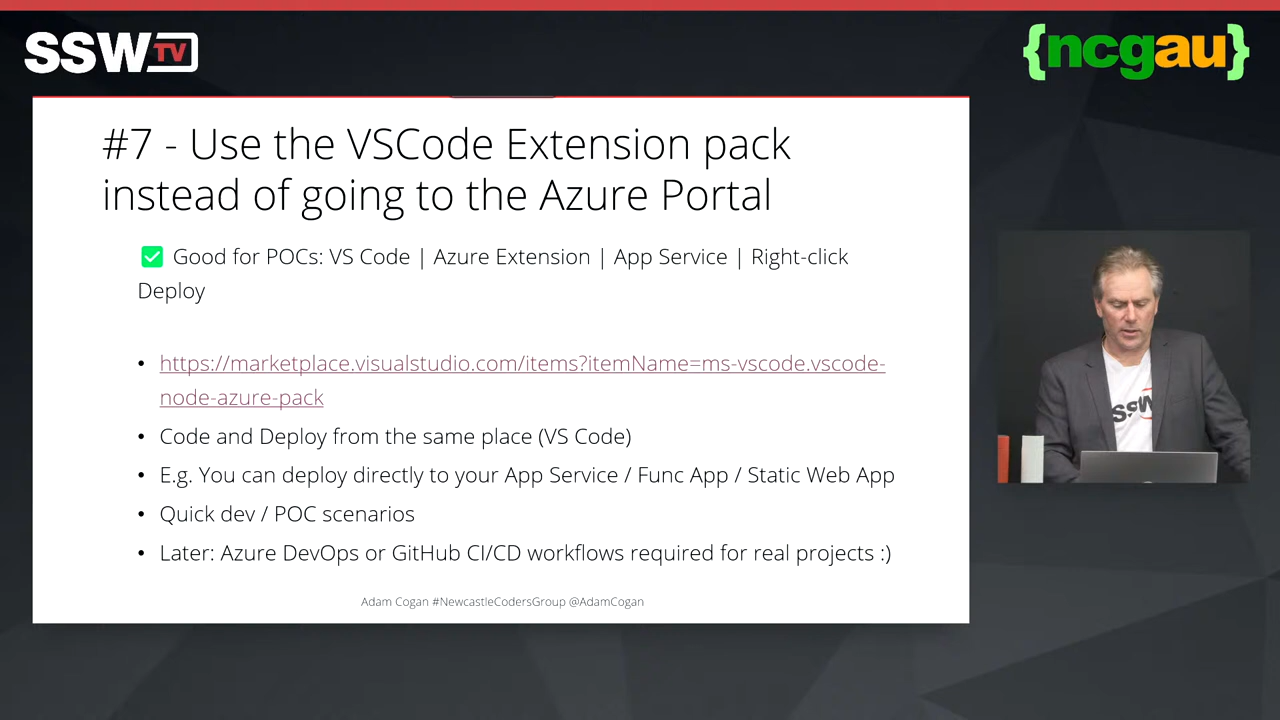 SSW TV
{ncgau}
#7 - Use the VSCode Extension pack
instead of going to the Azure Portal
✅ Good for POCs: VS Code | Azure Extension | App Service | Right-click
Deploy
• https://marketplace.visualstudio.com/items?itemName=ms-vscode.vscode-
node-azure-pack
• Code and Deploy from the same place (VS Code)
• E.g. You can deploy directly to your App Service / Func App / Static Web App
• Quick dev / POC scenarios
• Later: Azure DevOps or GitHub CI/CD workflows required for real projects :)
Adam Cogan #NewcastleCodersGroup @AdamCogan
SSW